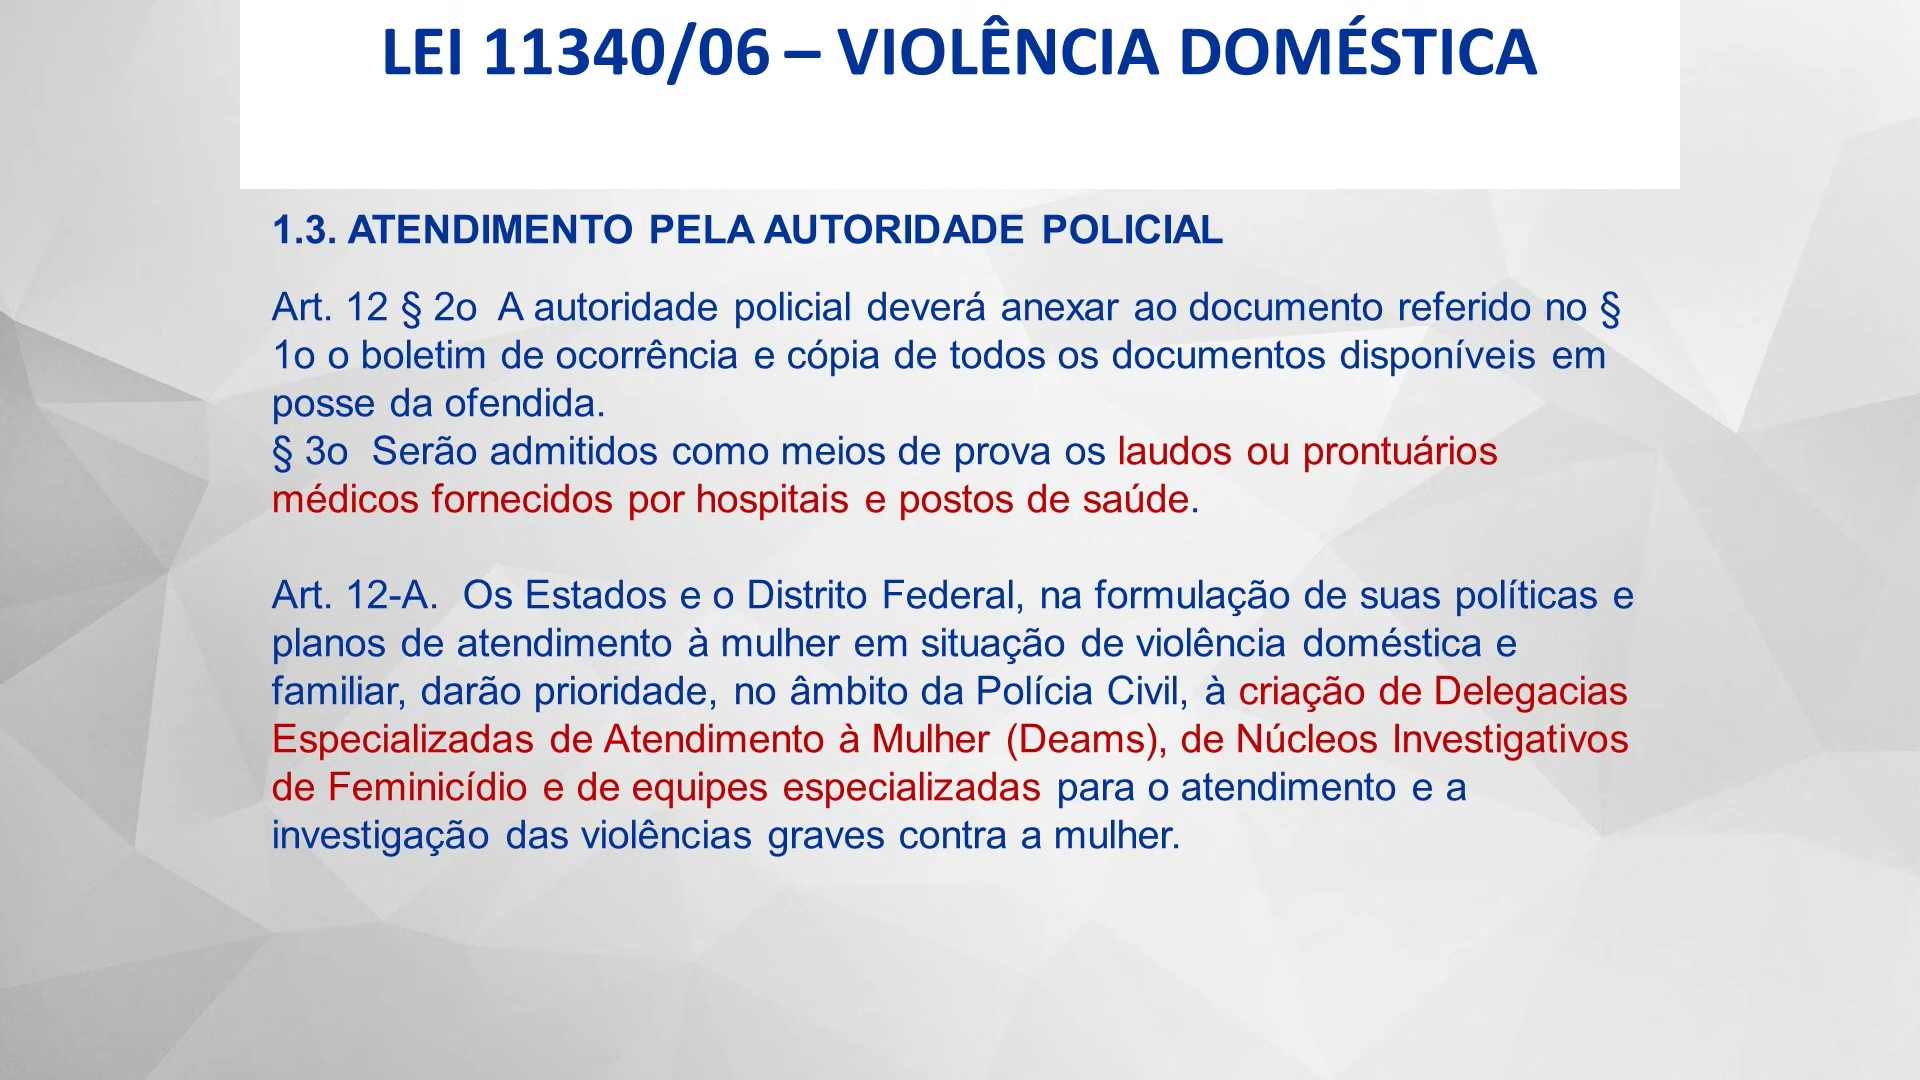 LEI 11340/06 – VIOLÊNCIA DOMÉSTICA
1.3. ATENDIMENTO PELA AUTORIDADE POLICIAL
Art. 12 § 2o  A autoridade policial deverá anexar ao documento referido no §
1o o boletim de ocorrência e cópia de todos os documentos disponíveis em
posse da ofendida.
§ 3o  Serão admitidos como meios de prova os laudos ou prontuários
médicos fornecidos por hospitais e postos de saúde.
Art. 12-A.  Os Estados e o Distrito Federal, na formulação de suas políticas e
planos de atendimento à mulher em situação de violência doméstica e
familiar, darão prioridade, no âmbito da Polícia Civil, à criação de Delegacias
Especializadas de Atendimento à Mulher (Deams), de Núcleos Investigativos
de Feminicídio e de equipes especializadas para o atendimento e a
investigação das violências graves contra a mulher.